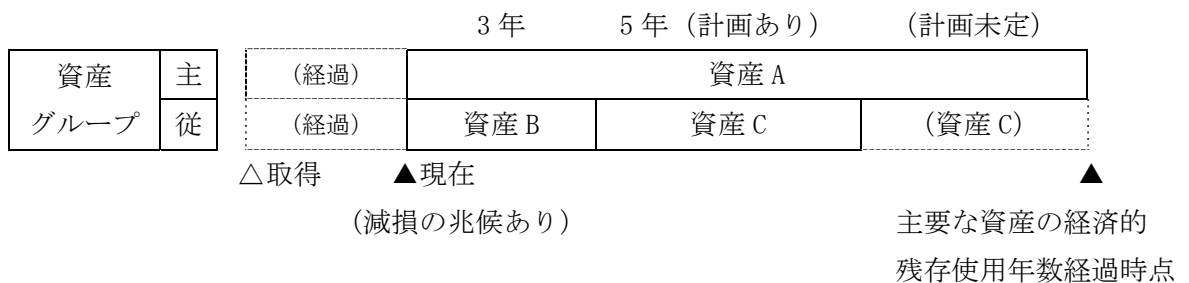 3年 5年（計画あり） （計画未定）
資産 主 （経過） 資産A
グループ 従 （経過） 資産B 資産C （資産C）
△取得 ▲現在 ▲
（減損の兆候あり） 主要な資産の経済的
残存使用年数経過時点